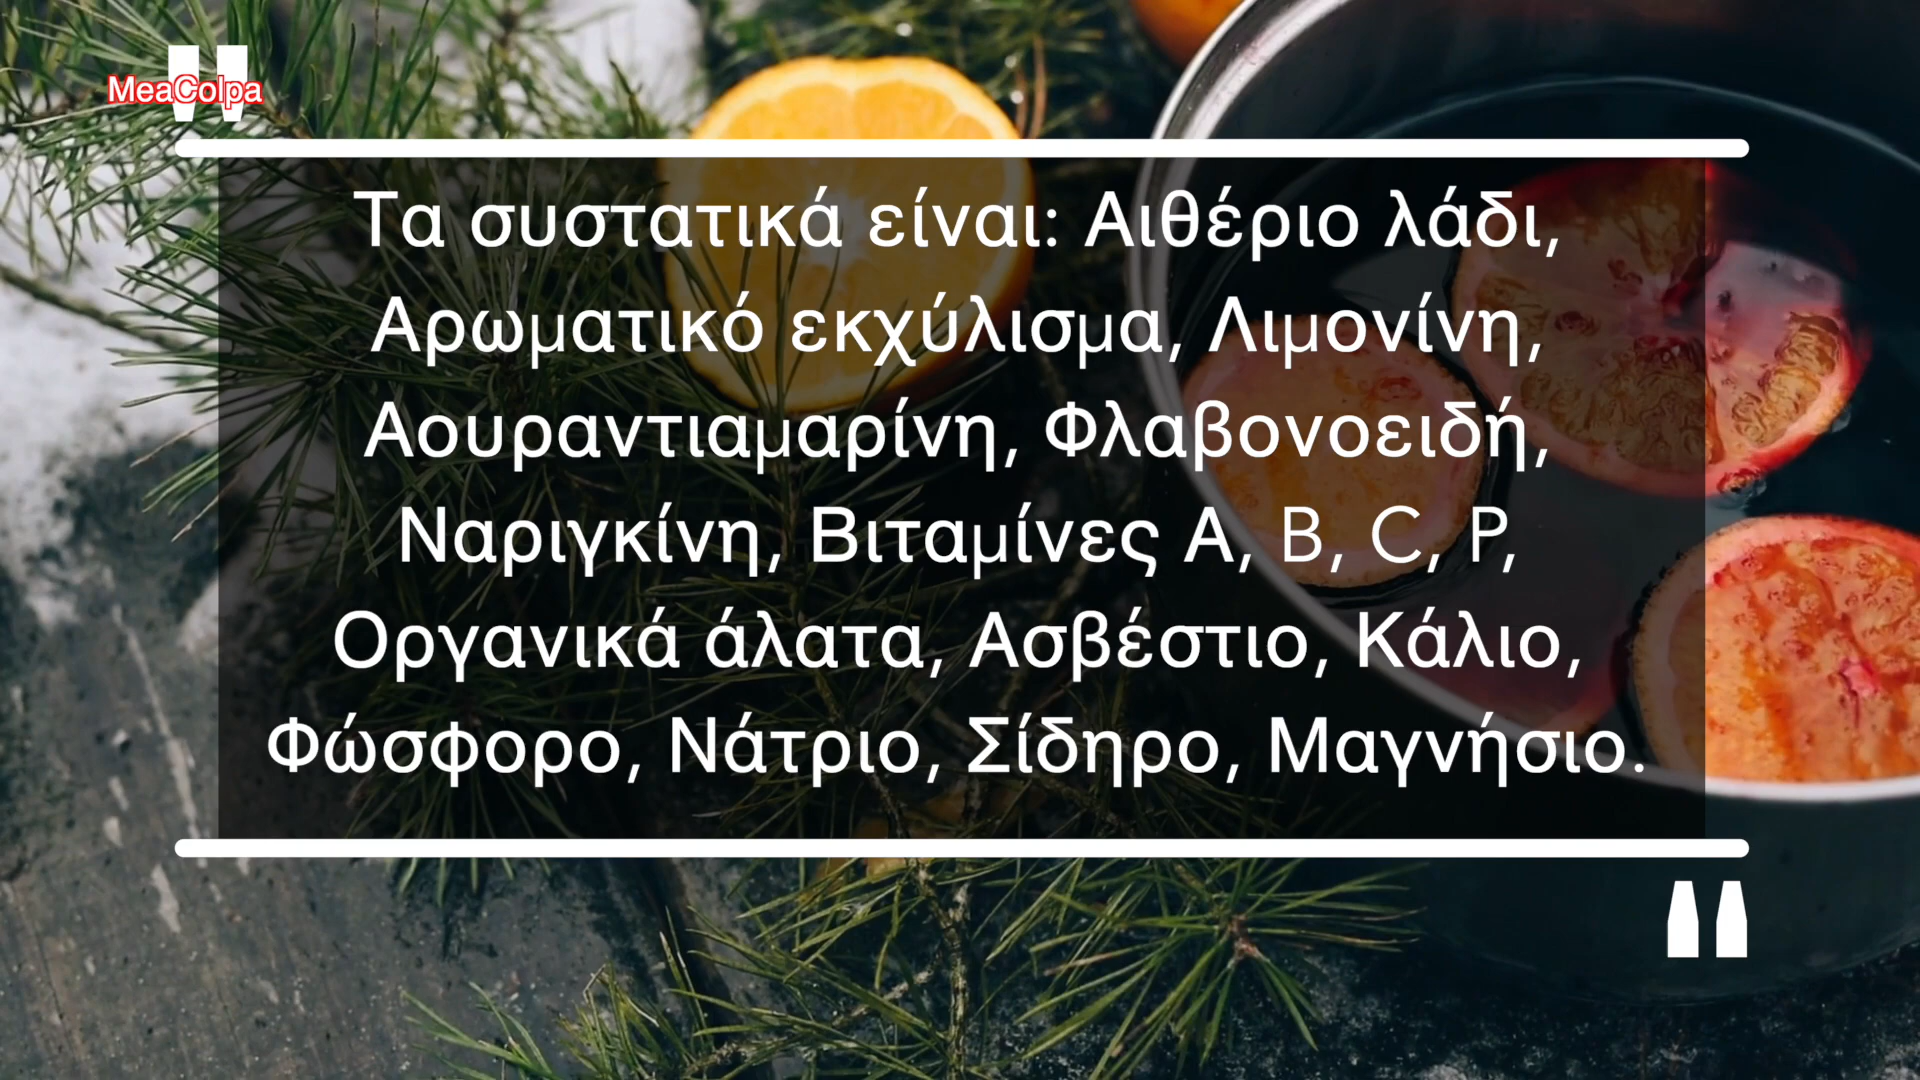 MeaColpa
"
Τα συστατικά είναι: Αιθέριο λάδι,
Αρωματικό εκχύλισμα, Λιμονίνη,
Αουραντιαμαρίνη, Φλαβονοειδή,
Ναριγκίνη, Βιταμίνες Α, B, C, P,
Οργανικά άλατα, Ασβέστιο, Κάλιο,
Φώσφορο, Νάτριο, Σίδηρο, Μαγνήσιο.
"